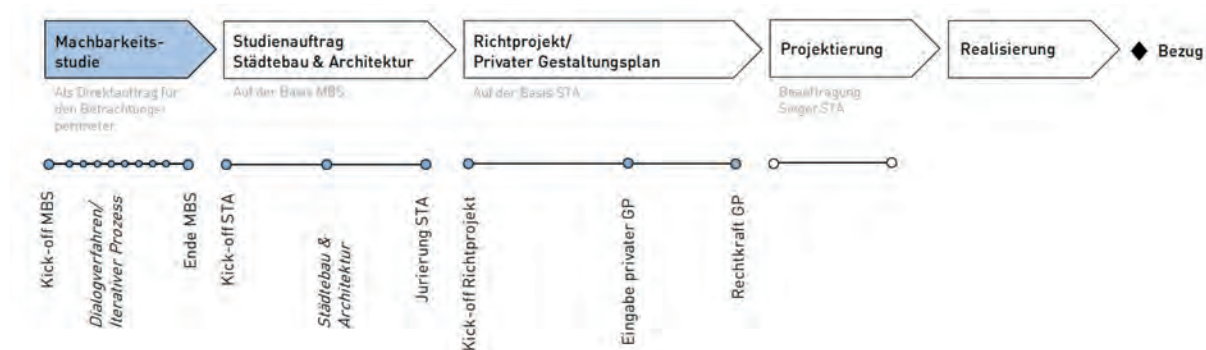 Machbarkeits-
studie
Studienauftrag
Städtebau & Architektur
Richtprojekt/
Privater Gestaltungsplan
Projektierung
Realisierung
Bezug
Als Direktauftrag für
den Betrachtungs-
perimeter
Auf der Basis MBS
Auf der Basis STA
Beauftragung
Sieger STA
Kick-off MBS
Dialogverfahren/
Iterativer Prozess
Ende MBS
Kick-off STA
Städtebau &
Architektur
Jurierung STA
Kick-off Richtprojekt
Eingabe privater GP
Rechtkraft GP